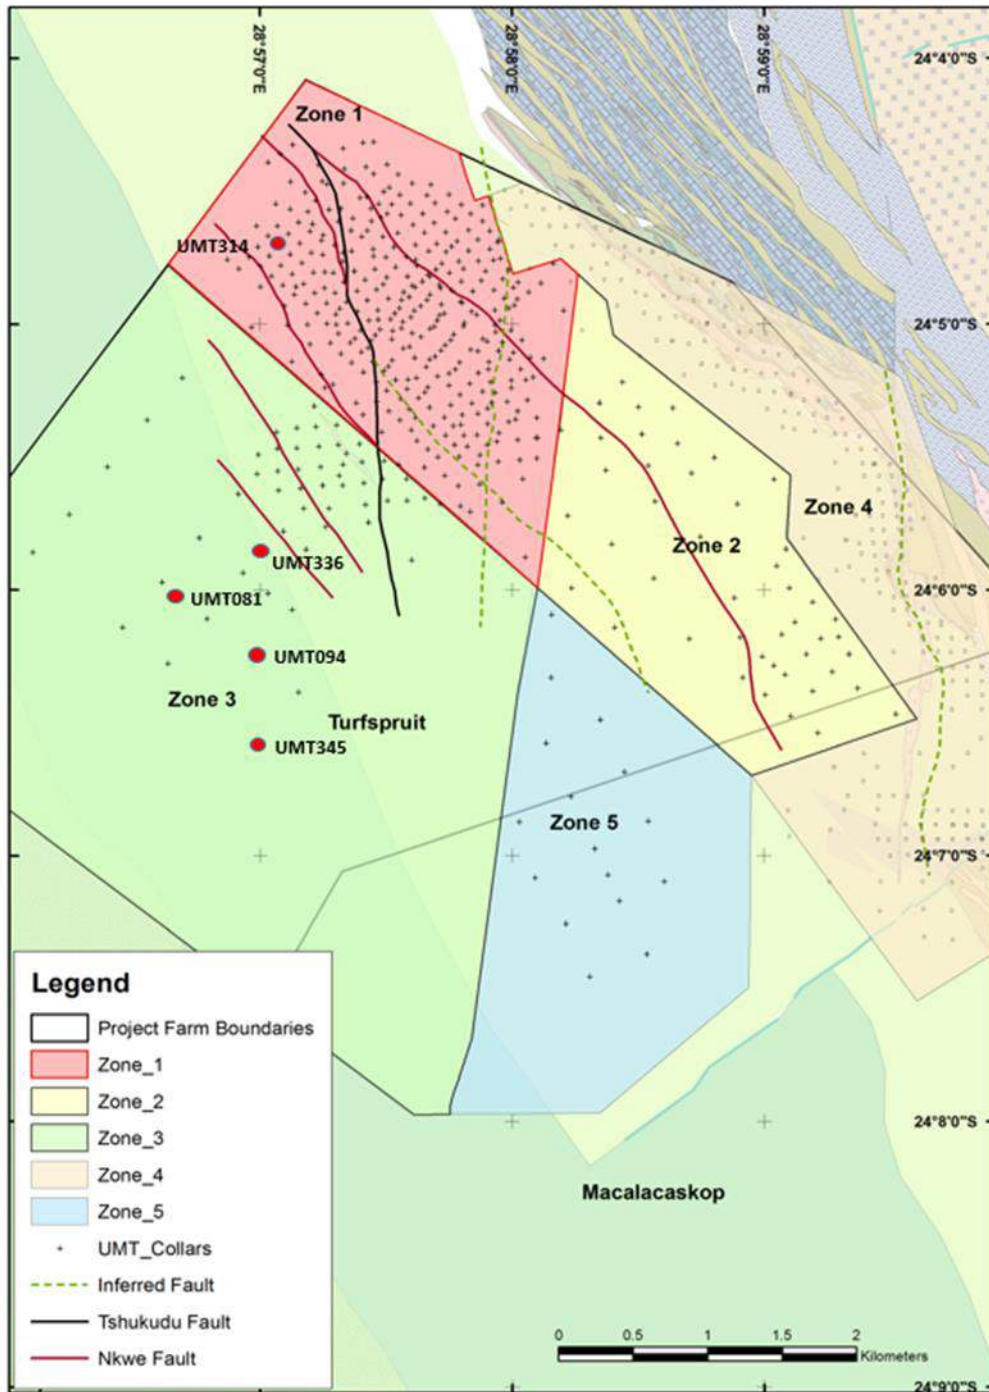 28°57'0"E
28°58'0"E
28°59'0"E
24°4'0"S
Zone 1
UMT314
24°5'0"S
Zone 4
Zone 2
UMT336
24°6'0"S
UMT081
UMT094
Zone 3
Turfspruit
UMT345
Zone 5
24°7'0"S
Legend
Project Farm Boundaries
Zone_1
Zone_2
24°8'0"S
Zone_3
Zone_4
Macalacaskop
Zone_5
UMT_Collars
Inferred Fault
Tshukudu Fault
0 0.5 1 1.5 2
Kilometers
Nkwe Fault
24°9'0"S